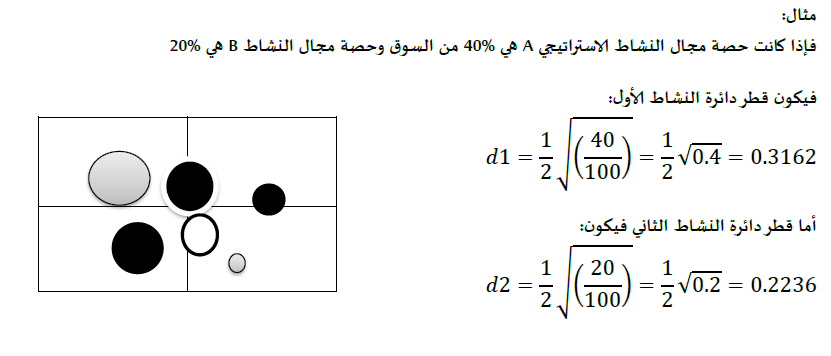 مثال:
فإذا كانت حصة مجال النشاط الاستراتيجي A هي 40% من السوق وحصة مجال النشاط B هي 20%
فيكون قطر دائرة النشاط الأول:
d1 = 1/2 √(40/100) = 1/2 √0.4 = 0.3162
أما قطر دائرة النشاط الثاني فيكون:
d2 = 1/2 √(20/100) = 1/2 √0.2 = 0.2236